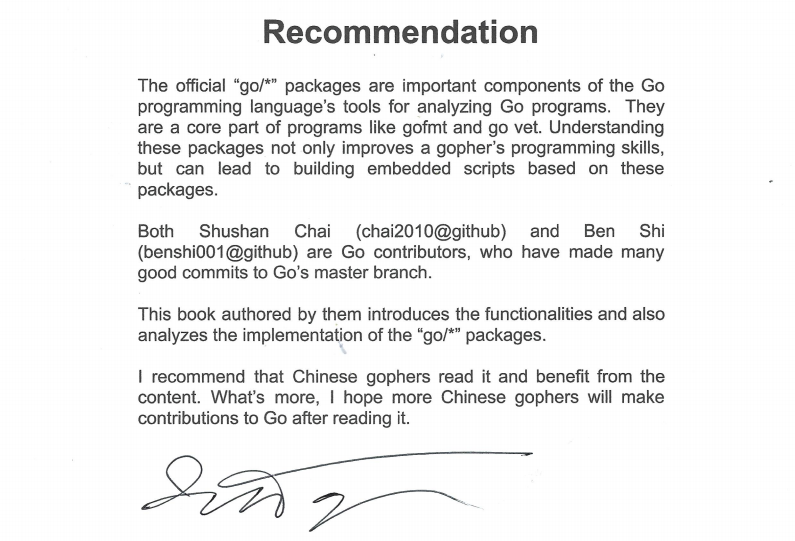 Recommendation
The official “go/*” packages are important components of the Go
programming language’s tools for analyzing Go programs. They
are a core part of programs like gofmt and go vet. Understanding
these packages not only improves a gopher’s programming skills,
but can lead to building embedded scripts based on these
packages.
Both Shushan Chai (chai2010@github) and Ben Shi
(benshi001@github) are Go contributors, who have made many
good commits to Go’s master branch.
This book authored by them introduces the functionalities and also
analyzes the implementation of the “go/*” packages.
I recommend that Chinese gophers read it and benefit from the
content. What’s more, I hope more Chinese gophers will make
contributions to Go after reading it.